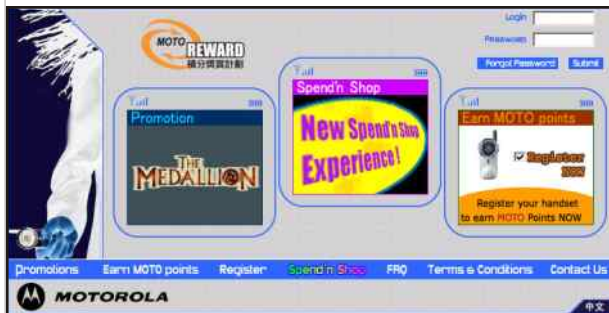 Login
Password
Forgot Password Submit
MOTO REWARD
積分獎賞計劃
Promotion
THE MEDALLION
Spend'n Shop
New Spend'n Shop
Experience!
Earn MOTO points
Register
NOW
Register your handset
to earn MOTO Points NOW
Promotions Earn MOTO points Register Spend'n Shop FAQ Terms & Conditions Contact Us
MOTOROLA
中文